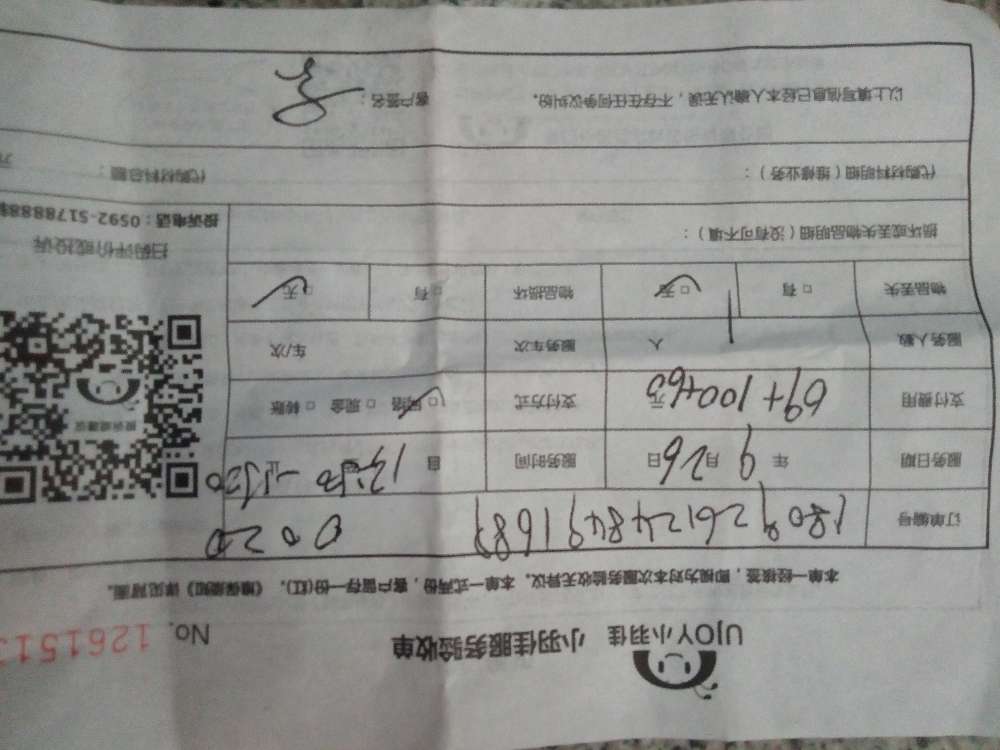 UJOY小羽佳 小羽佳服务验收单
No. 1261513
本单一经核签，即视为对本次服务验收无异议。本单一式两份，客户留存一份(红)。《维保须知》详见背面。
订单编号 180926124849168
服务日期 年 9 月 26 日 服务时间 自 13:30 -
支付费用 69+100+60元 支付方式 □ 网络 □ 现金 □ 转账
服务人数 1 人 服务车次 车/次
物品丢失 □ 有 □ 无 物品损坏 □ 有 □ 无
损坏或丢失物品明细（没有可不填）：
扫码评价或投诉
投诉电话：0592-5178888
代购材料明细（维修业务）： 代购材料总额：
以上填写信息已经本人确认无误，不存在任何争议纠纷。 客户签名：